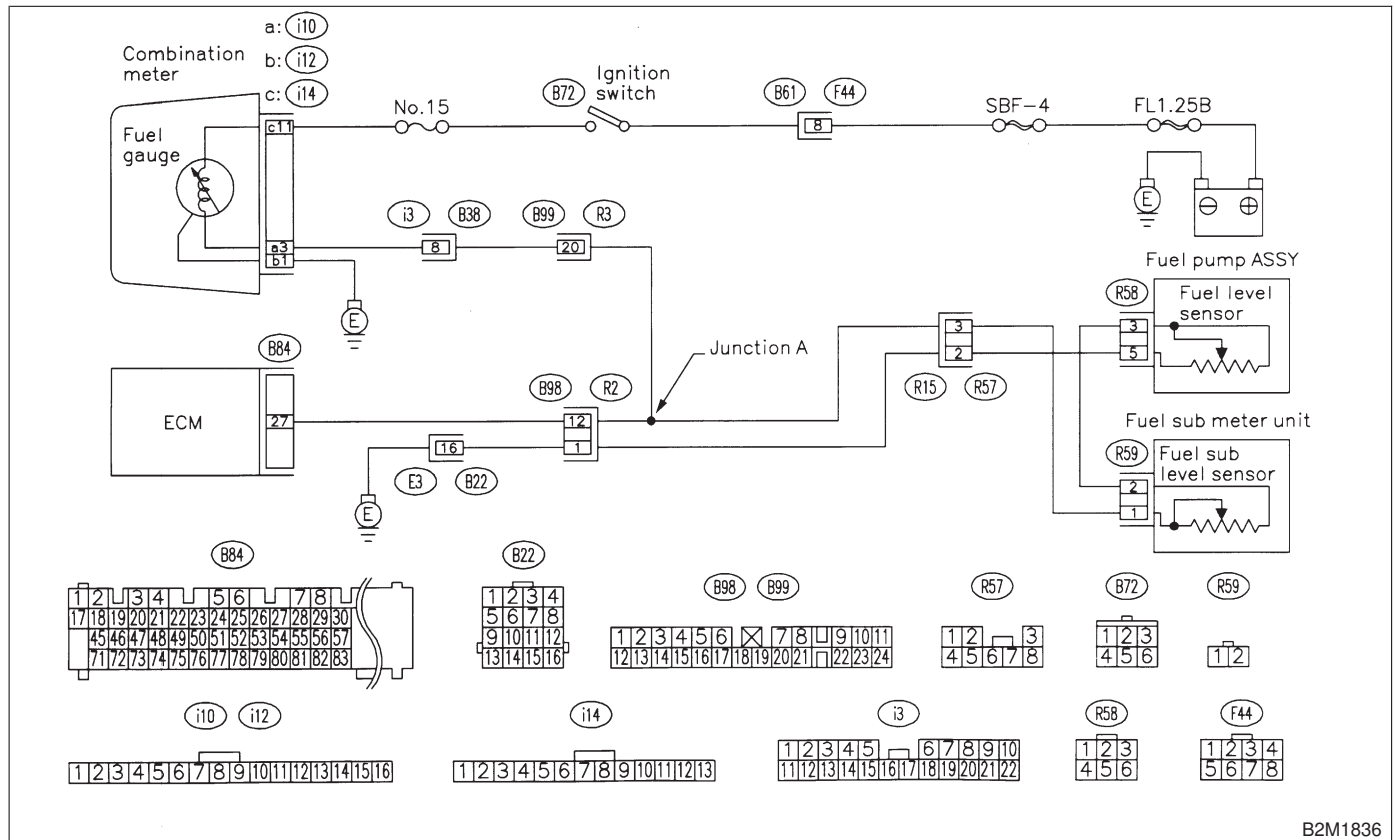 a: i10
Combination
meter
b: i12
c: i14
No.15
B72
Ignition
switch
B61
F44
SBF-4
FL1.25B
c11
8
Fuel
gauge
E
⊖ ⊕
i3
B38
B99
R3
a3
8
20
b1
E
Fuel pump ASSY
R58
Fuel level
sensor
3
5
B84
Junction A
3
2
R15
R57
B98
R2
ECM
27
12
1
Fuel sub meter unit
16
E3
B22
R59
Fuel sub
level sensor
2
1
E
B84
1 2 3 4 5 6 7 8
17 18 19 20 21 22 23 24 25 26 27 28 29 30
45 46 47 48 49 50 51 52 53 54 55 56 57
71 72 73 74 75 76 77 78 79 80 81 82 83
B22
1 2 3 4
5 6 7 8
9 10 11 12
13 14 15 16
B98 B99
1 2 3 4 5 6 7 8 9 10 11
12 13 14 15 16 17 18 19 20 21 22 23 24
R57
1 2 3
4 5 6 7 8
B72
1 2 3
4 5 6
R59
1 2
i10 i12
1 2 3 4 5 6 7 8 9 10 11 12 13 14 15 16
i14
1 2 3 4 5 6 7 8 9 10 11 12 13
i3
1 2 3 4 5 6 7 8 9 10
11 12 13 14 15 16 17 18 19 20 21 22
R58
1 2 3
4 5 6
F44
1 2 3 4
5 6 7 8
B2M1836